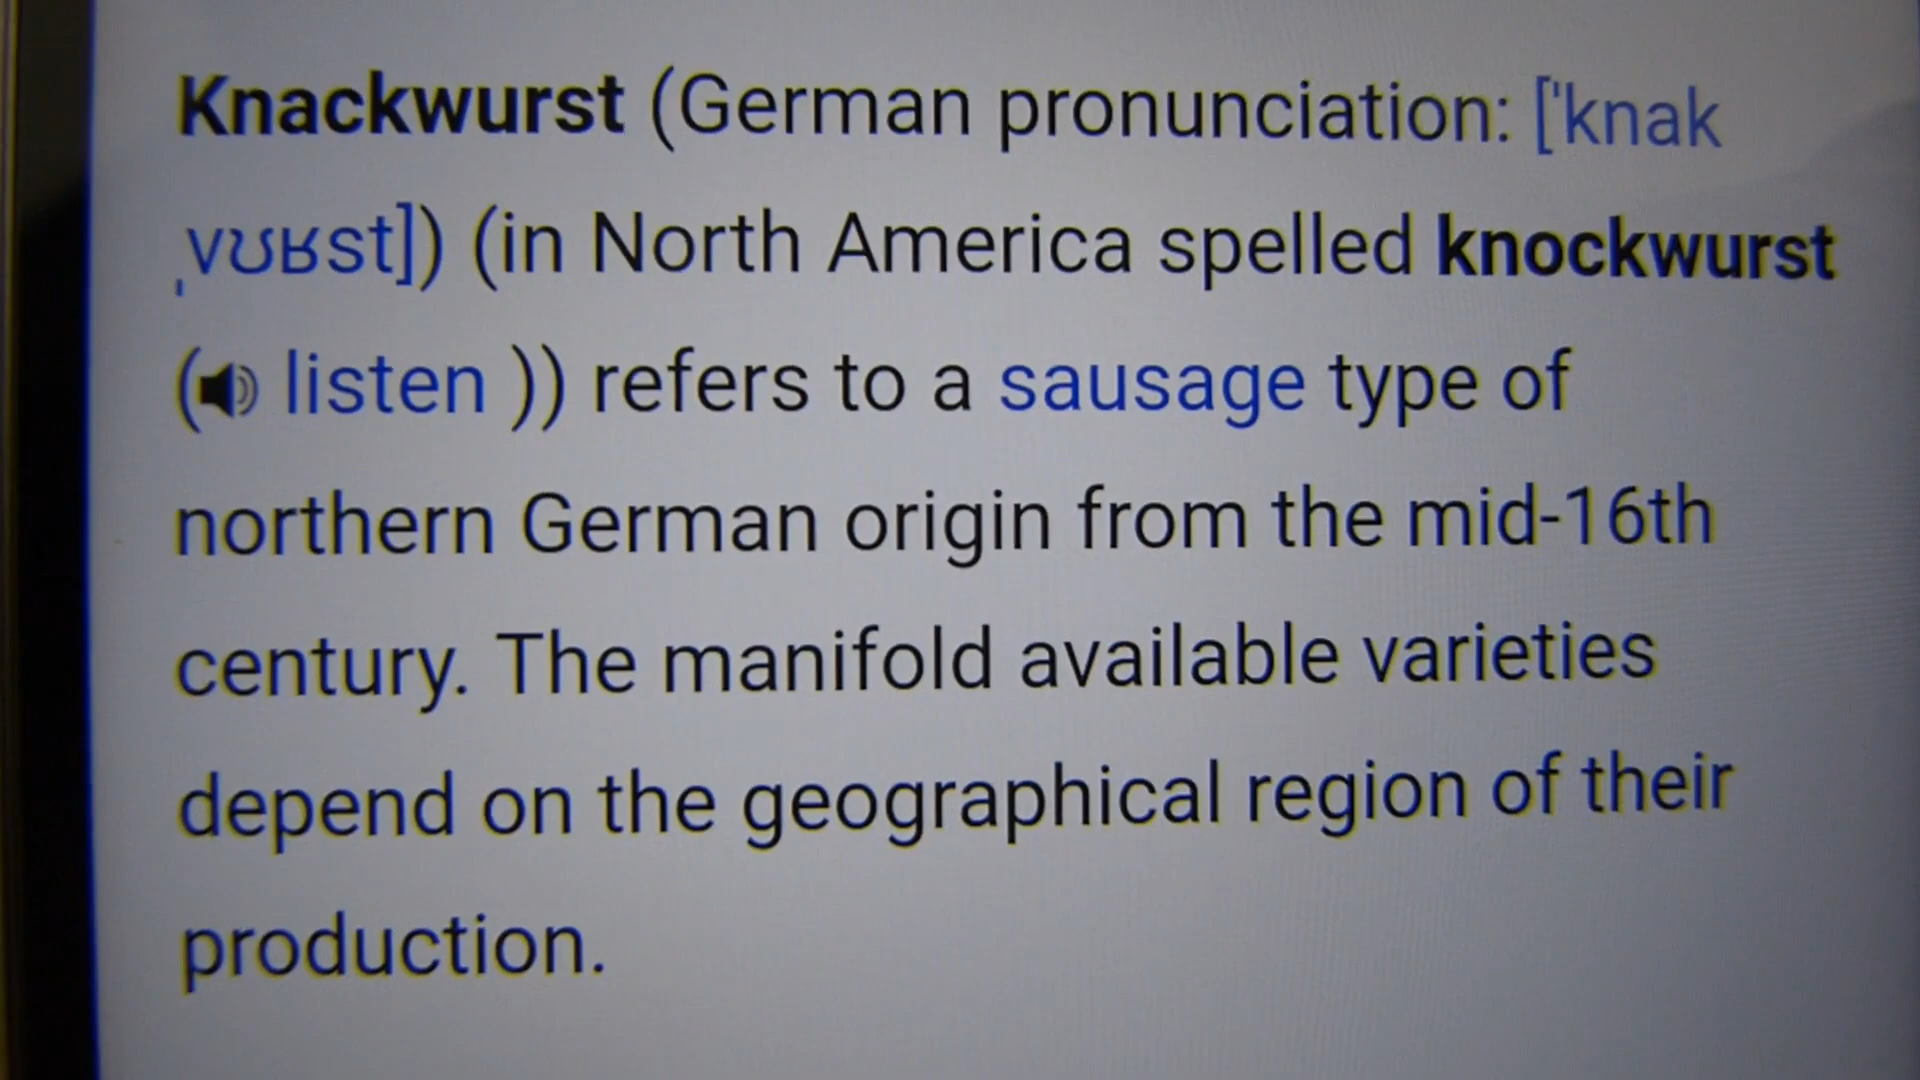 Knackwurst (German pronunciation: [ˈknak
ˌvʊʁst]) (in North America spelled knockwurst
( listen )) refers to a sausage type of
northern German origin from the mid-16th
century. The manifold available varieties
depend on the geographical region of their
production.